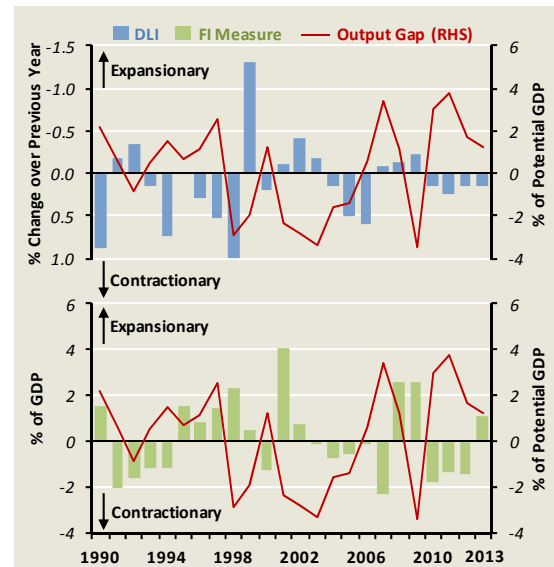 DLI FI Measure Output Gap (RHS)
% Change over Previous Year
-1.5
-1.0
-0.5
0.0
0.5
1.0
Expansionary
Contractionary
6
4
2
0
-2
-4
% of Potential GDP
% of GDP
6
4
2
0
-2
-4
Expansionary
Contractionary
6
4
2
0
-2
-4
% of Potential GDP
1990 1994 1998 2002 2006 2010 2013